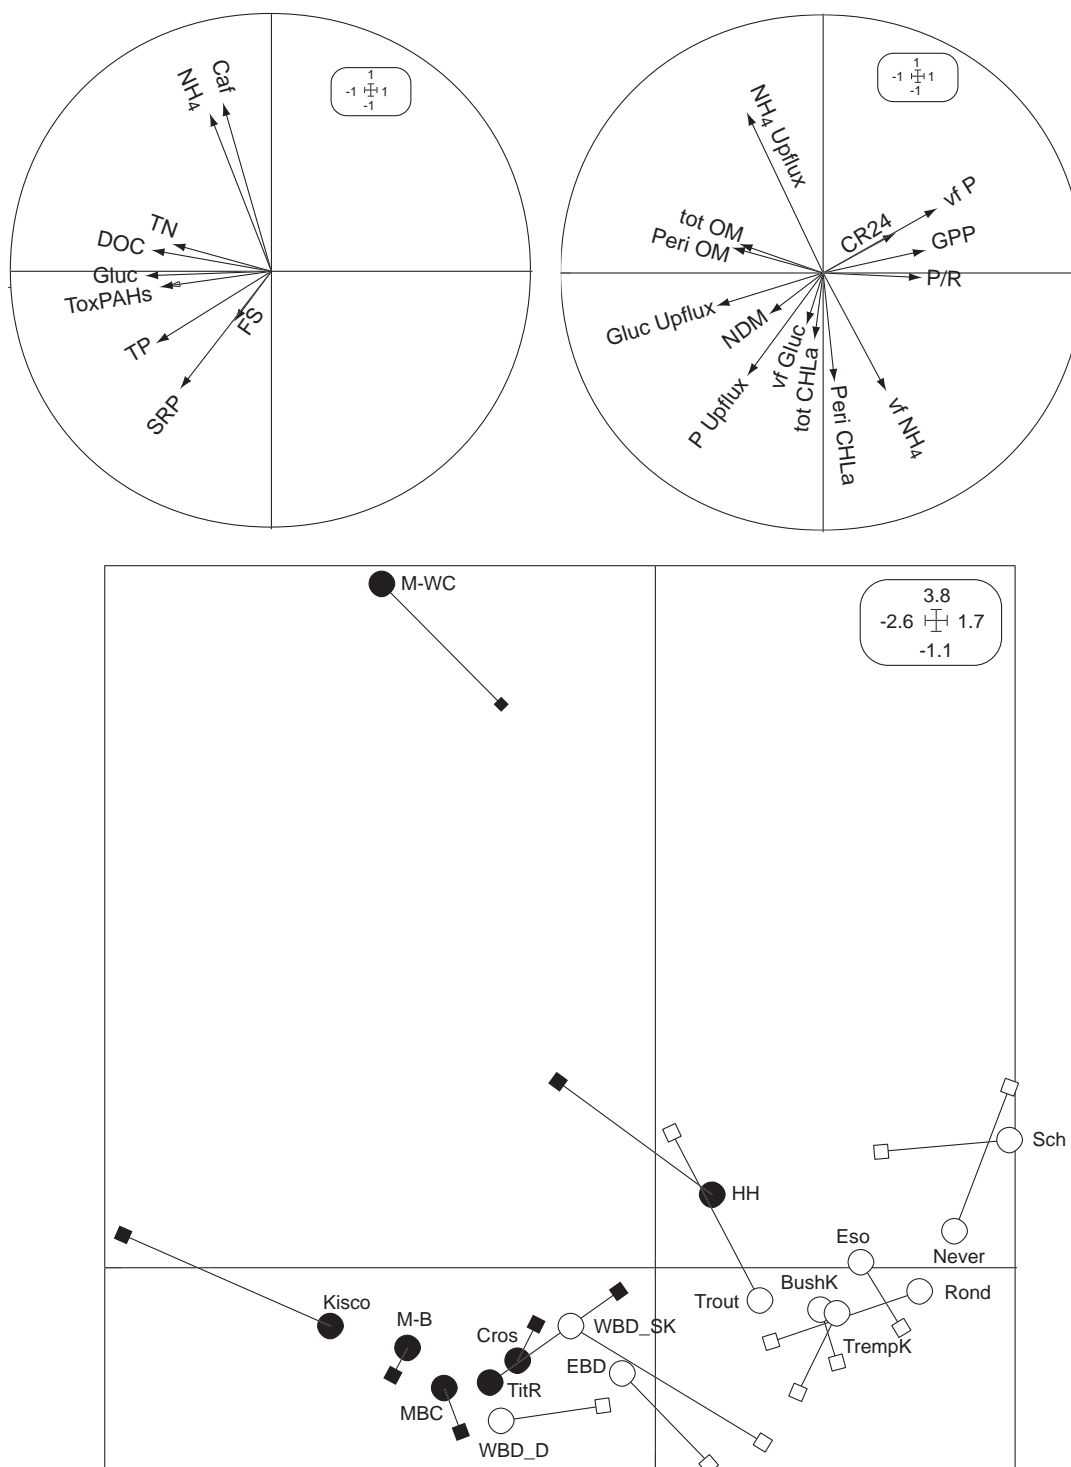 NH₄
Caf
1
-1 1
-1
TN
DOC
Gluc
ToxPAHs
FS
TP
SRP
1
-1 1
-1
NH₄ Upflux
vf P
tot OM
CR24
GPP
Peri OM
P/R
Gluc Upflux
NDM
vf Gluc
P Upflux
tot CHLa
Peri CHLa
vf NH₄
M-WC
3.8
-2.6 1.7
-1.1
Sch
HH
Eso
Never
BushK
Trout
Rond
Kisco
M-B
WBD_SK
Cros
TrempK
EBD
TitR
MBC
WBD_D